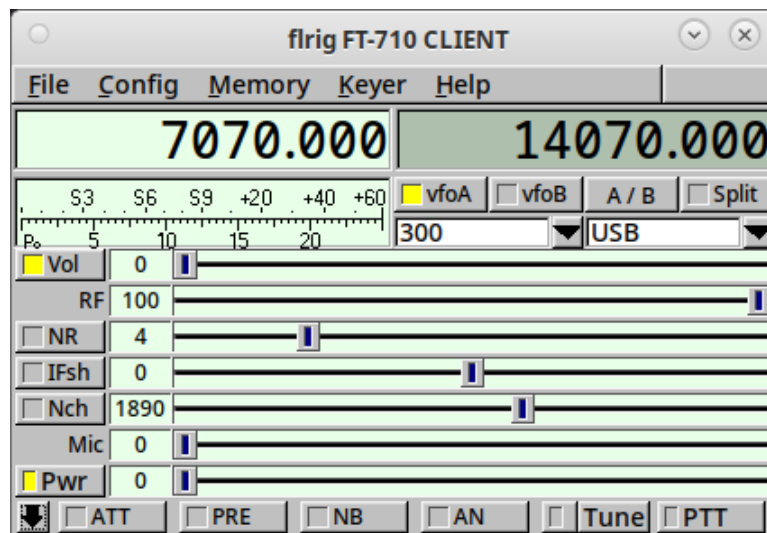 flrig FT-710 CLIENT
File Config Memory Keyer Help
7070.000 14070.000
S3 S6 S9 +20 +40 +60 vfoA vfoB A / B Split
Po 5 10 15 20 300 USB
Vol 0
RF 100
NR 4
IFsh 0
Nch 1890
Mic 0
Pwr 0
ATT PRE NB AN Tune PTT